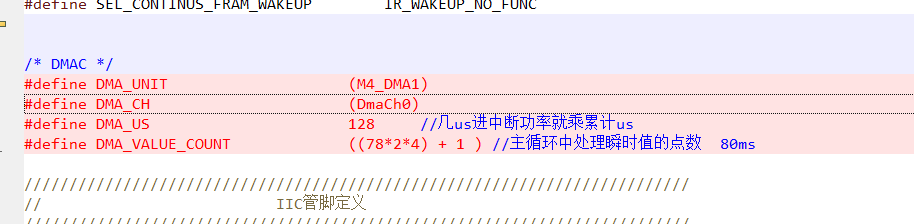 #define SEL_CONTINUS_FRAM_WAKEUP IR_WAKEUP_NO_FUNC
/* DMAC */
#define DMA_UNIT (M4_DMA1)
#define DMA_CH (DmaCh0)
#define DMA_US 128 //几us进中断功率就乘累计us
#define DMA_VALUE_COUNT ((78*2*4) + 1 ) //主循环中处理瞬时值的点数 80ms
//////////////////////////////////////////////////////////////////////////
// IIC管脚定义
//////////////////////////////////////////////////////////////////////////